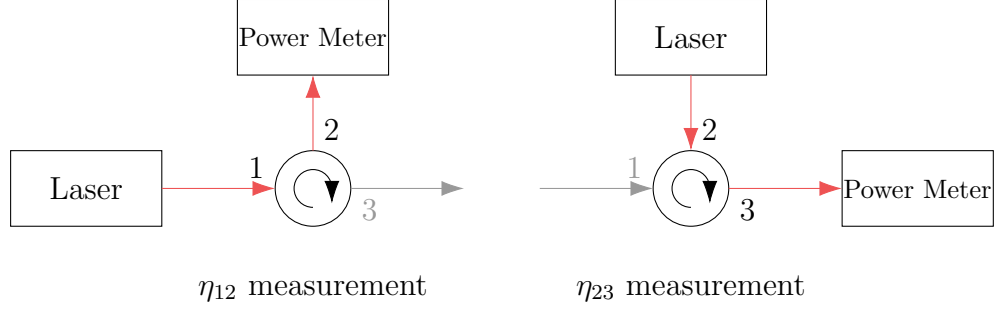 Power Meter
2
1
Laser
3
η₁₂ measurement
Laser
2
1
3
Power Meter
η₂₃ measurement